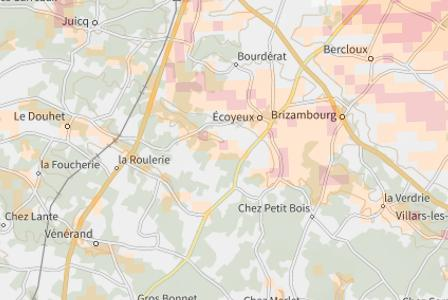 Juicq
Bourdérat
Bercloux
Le Douhet
Écoyeux
Brizambourg
la Roulerie
la Foucherie
la Verdrie
Chez Petit Bois
Chez Lante
Villars-les-
Vénérand
Gros Bonnet